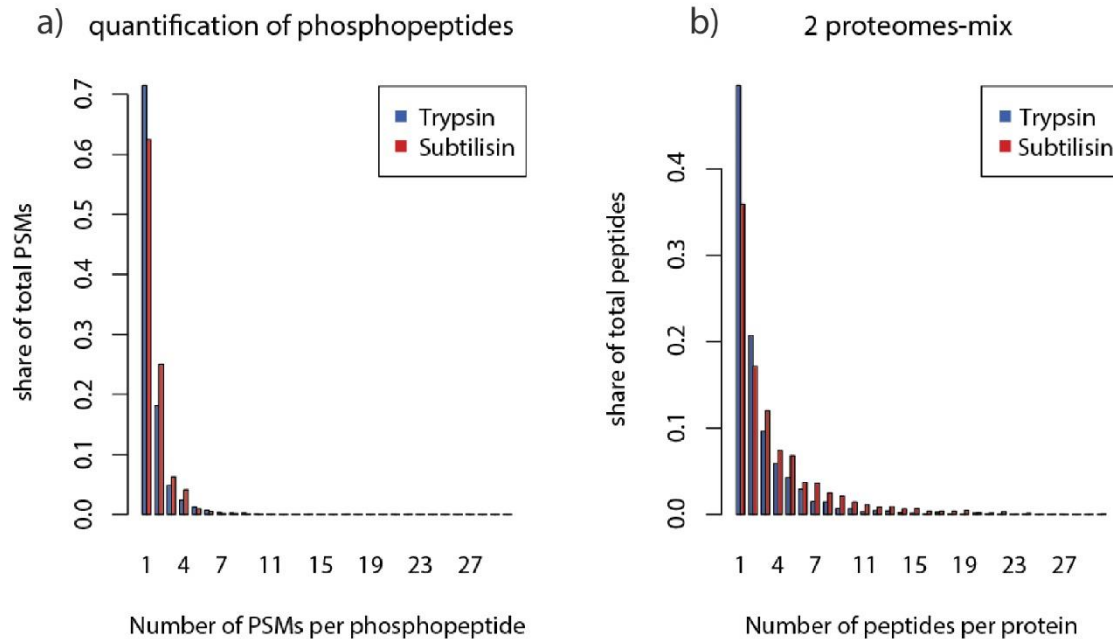 a) quantification of phosphopeptides
share of total PSMs
0.7
0.6
0.5
0.4
0.3
0.2
0.1
0.0
Trypsin
Subtilisin
1 4 7 11 15 19 23 27
Number of PSMs per phosphopeptide
b) 2 proteomes-mix
share of total peptides
0.4
0.3
0.2
0.1
0.0
Trypsin
Subtilisin
1 4 7 11 15 19 23 27
Number of peptides per protein